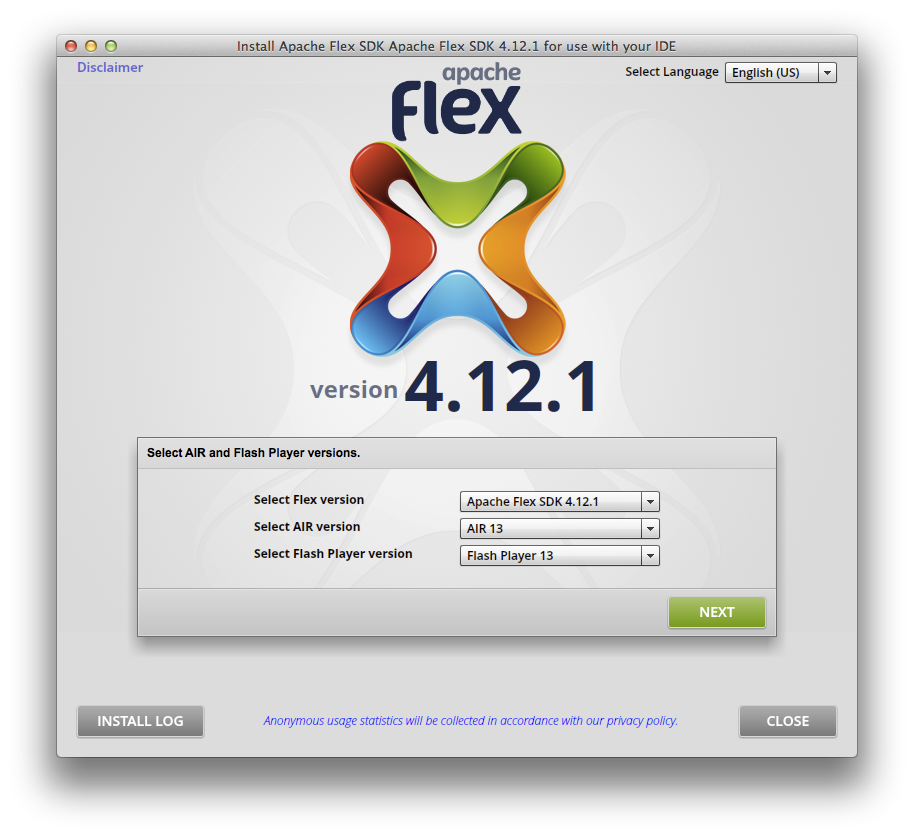 Install Apache Flex SDK Apache Flex SDK 4.12.1 for use with your IDE
Disclaimer
Select Language English (US)
apache
flex
version 4.12.1
Select AIR and Flash Player versions.
Select Flex version Apache Flex SDK 4.12.1
Select AIR version AIR 13
Select Flash Player version Flash Player 13
NEXT
INSTALL LOG
Anonymous usage statistics will be collected in accordance with our privacy policy.
CLOSE